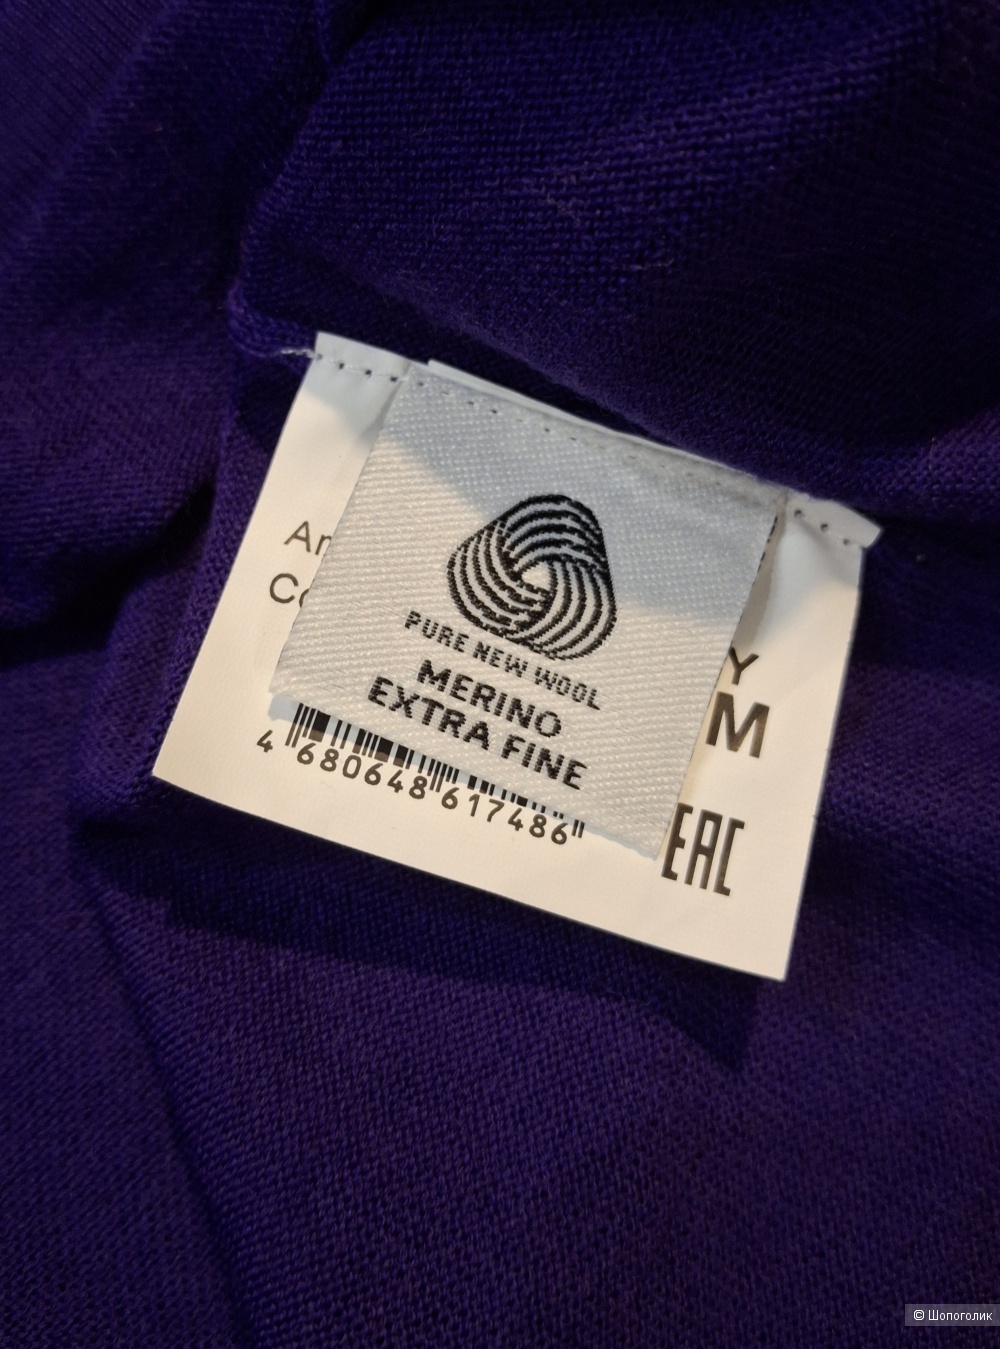 PURE NEW WOOL
MERINO
EXTRA FINE
Y
M
4 680648 617486
EAC
© Шопоголик